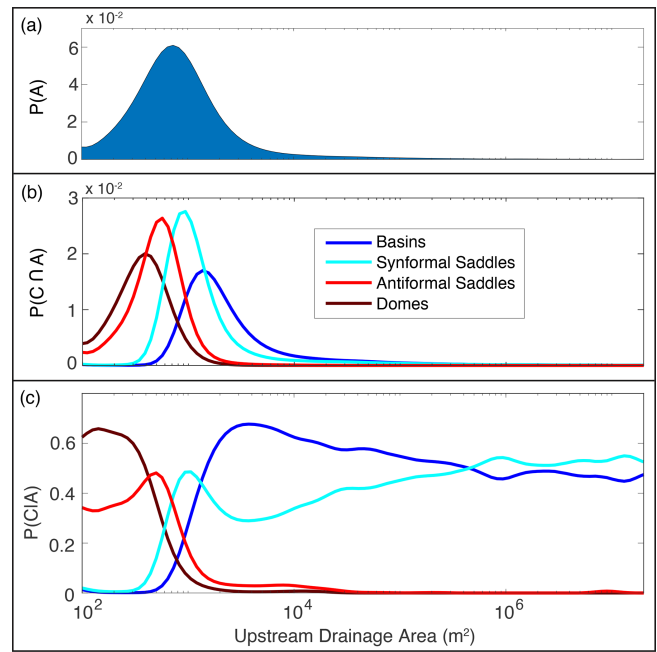 (a)
x 10-2
6
4
2
0
P(A)
(b)
x 10-2
3
2
1
0
P(C ∩ A)
Basins
Synformal Saddles
Antiformal Saddles
Domes
(c)
0.6
0.4
0.2
0
P(C|A)
10²
10⁴
10⁶
Upstream Drainage Area (m²)